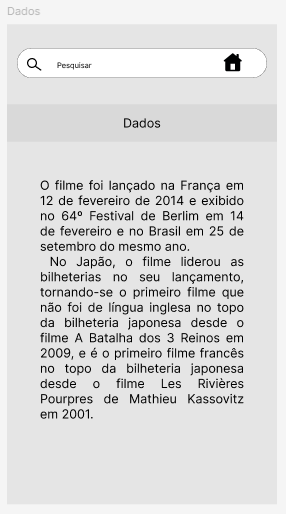 Dados
Pesquisar
Dados
O filme foi lançado na França em
12 de fevereiro de 2014 e exibido
no 64º Festival de Berlim em 14
de fevereiro e no Brasil em 25 de
setembro do mesmo ano.
No Japão, o filme liderou as
bilheterias no seu lançamento,
tornando-se o primeiro filme que
não foi de língua inglesa no topo
da bilheteria japonesa desde o
filme A Batalha dos 3 Reinos em
2009, e é o primeiro filme francês
no topo da bilheteria japonesa
desde o filme Les Rivières
Pourpres de Mathieu Kassovitz
em 2001.